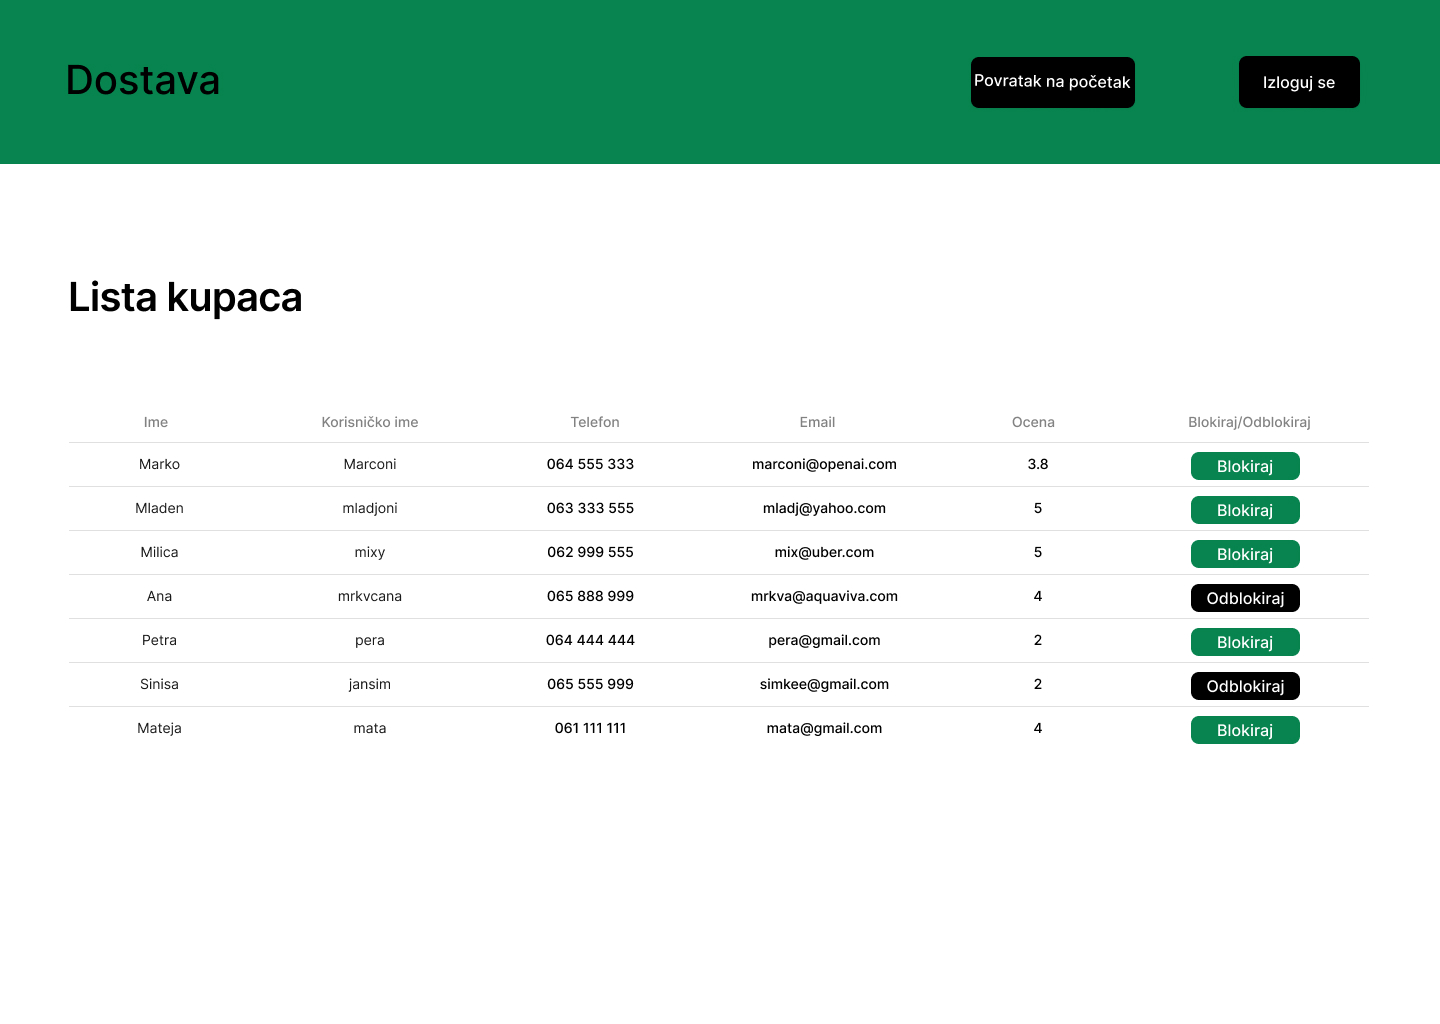 Dostava
Povratak na početak
Izloguj se
Lista kupaca
Ime Korisničko ime Telefon Email Ocena Blokiraj/Odblokiraj
Marko Marconi 064 555 333 marconi@openai.com 3.8 Blokiraj
Mladen mladjoni 063 333 555 mladj@yahoo.com 5 Blokiraj
Milica mixy 062 999 555 mix@uber.com 5 Blokiraj
Ana mrkvcana 065 888 999 mrkva@aquaviva.com 4 Odblokiraj
Petra pera 064 444 444 pera@gmail.com 2 Blokiraj
Sinisa jansim 065 555 999 simkee@gmail.com 2 Odblokiraj
Mateja mata 061 111 111 mata@gmail.com 4 Blokiraj